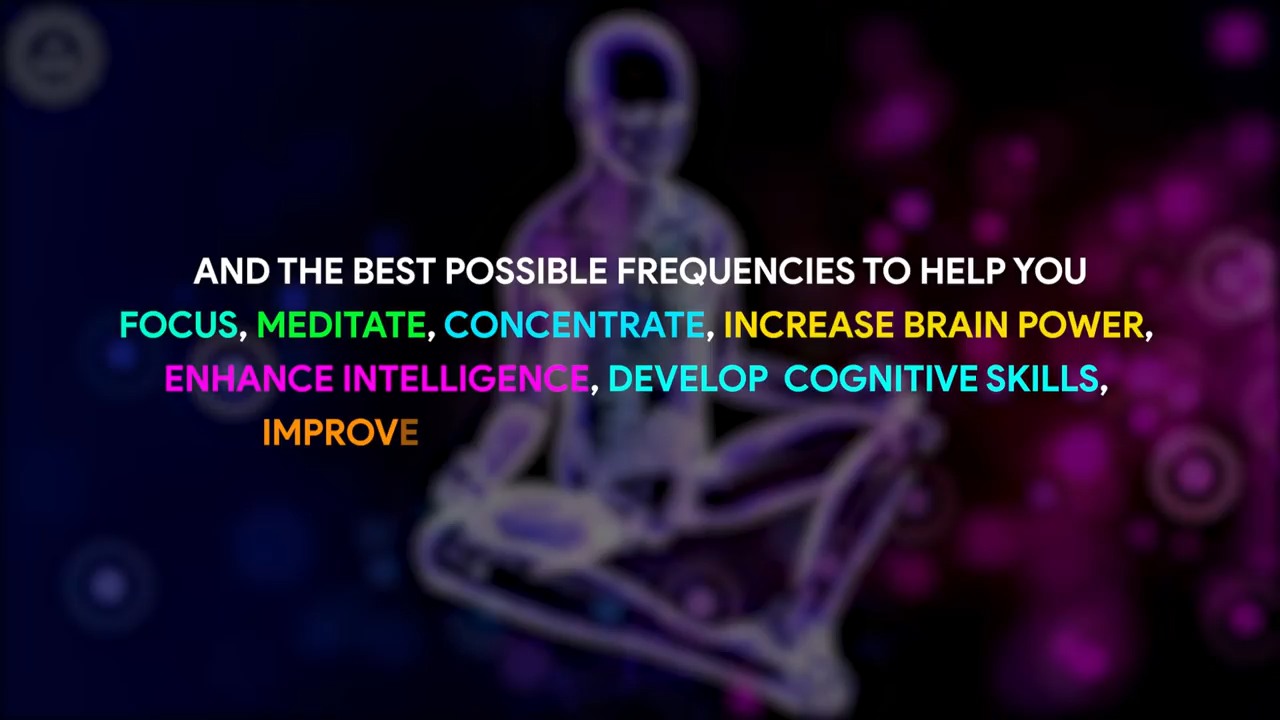 AND THE BEST POSSIBLE FREQUENCIES TO HELP YOU
FOCUS, MEDITATE, CONCENTRATE, INCREASE BRAIN POWER,
ENHANCE INTELLIGENCE, DEVELOP COGNITIVE SKILLS,
IMPROVE